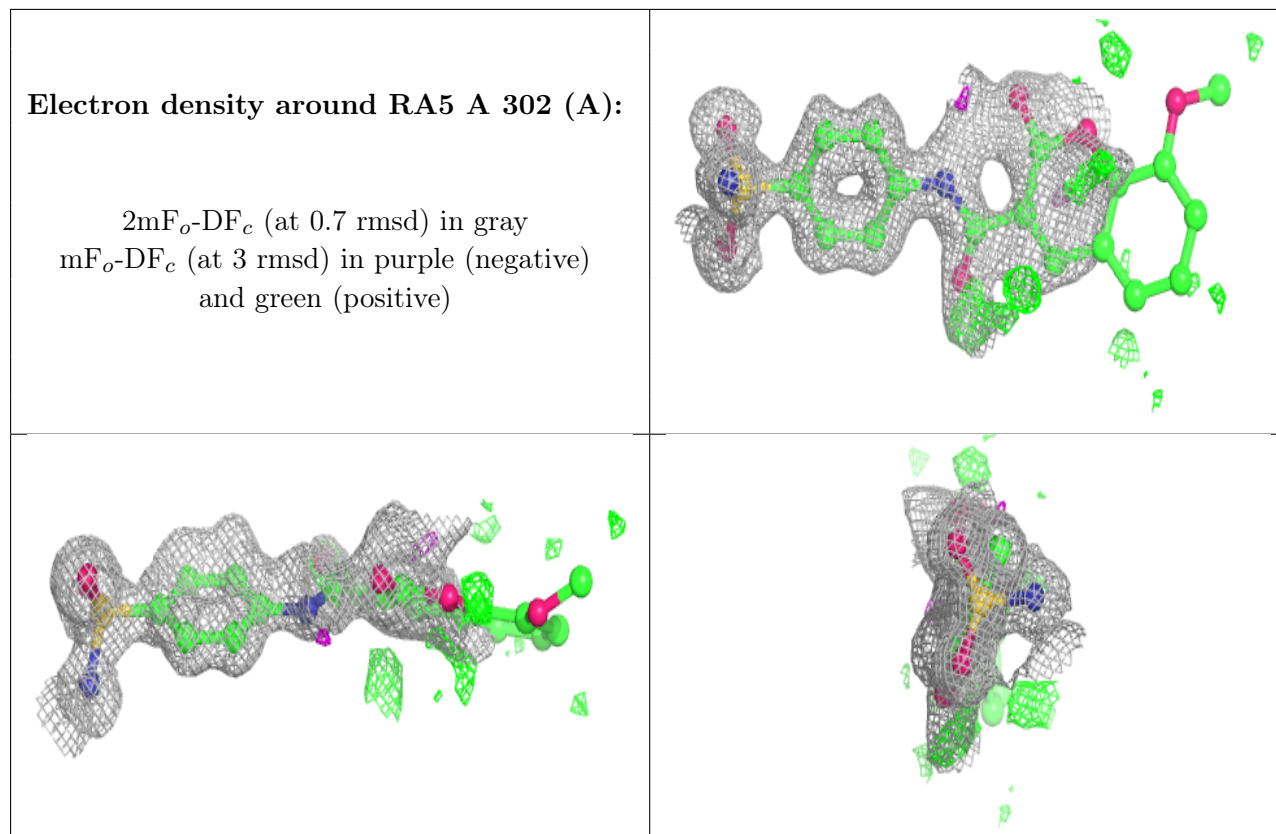 Electron density around RA5 A 302 (A):
2mFₒ-DF𝒸 (at 0.7 rmsd) in gray
mFₒ-DF𝒸 (at 3 rmsd) in purple (negative)
and green (positive)